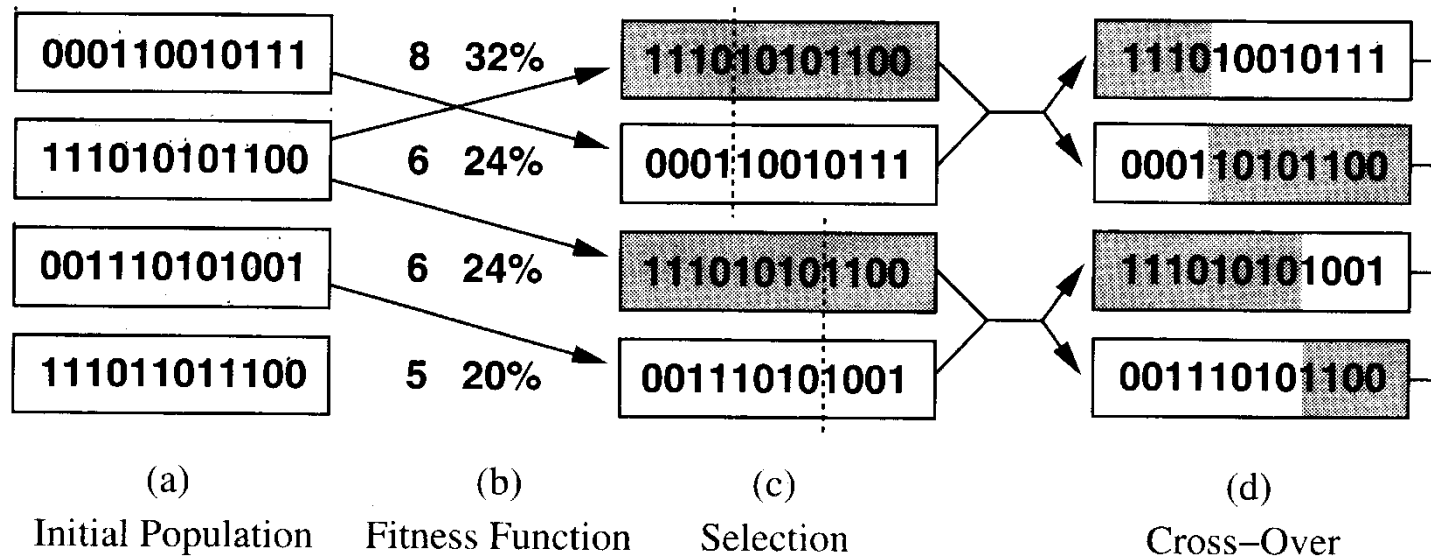 000110010111 8 32% 111010101100 111010010111
111010101100 6 24% 000110010111 000110101100
001110101001 6 24% 111010101100 111010101001
111011011100 5 20% 001110101001 001110101100
(a) (b) (c) (d)
Initial Population Fitness Function Selection Cross-Over